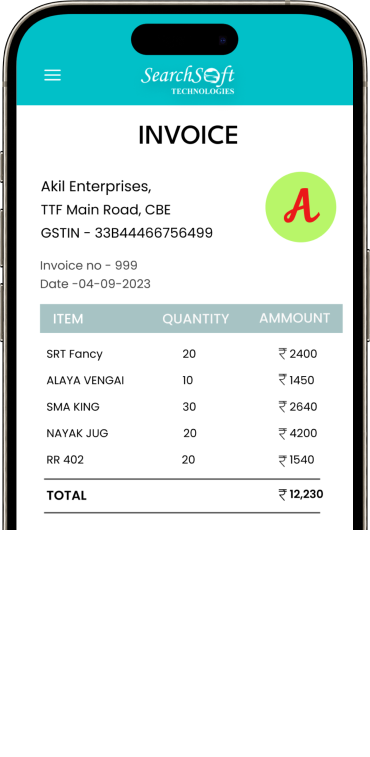 SearchSoft
TECHNOLOGIES
INVOICE
Akil Enterprises,
TTF Main Road, CBE
GSTIN - 33B44466756499
A
Invoice no - 999
Date -04-09-2023
ITEM QUANTITY AMMOUNT
SRT Fancy 20 ₹ 2400
ALAYA VENGAI 10 ₹ 1450
SMA KING 30 ₹ 2640
NAYAK JUG 20 ₹ 4200
RR 402 20 ₹ 1540
TOTAL ₹ 12,230